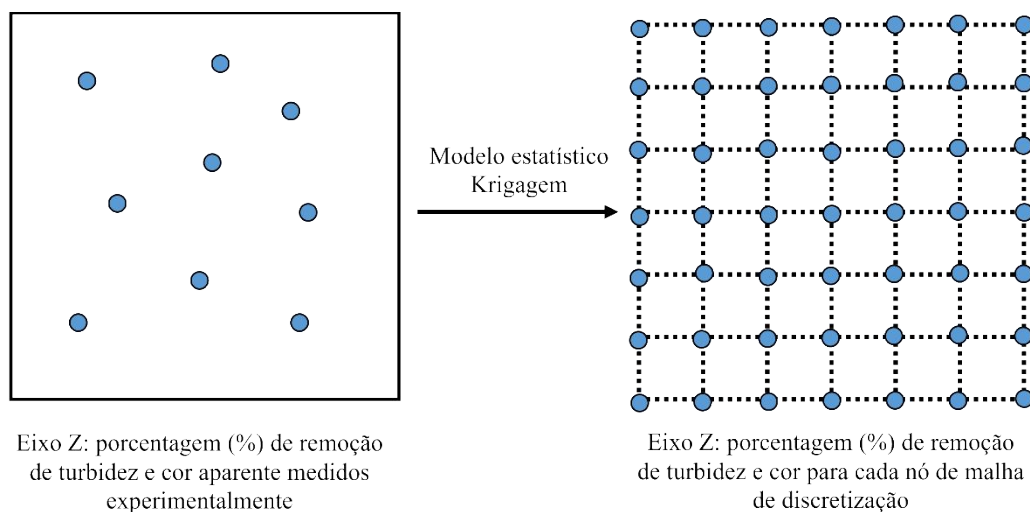 Modelo estatístico
Krigagem
Eixo Z: porcentagem (%) de remoção
de turbidez e cor aparente medidos
experimentalmente
Eixo Z: porcentagem (%) de remoção
de turbidez e cor para cada nó de malha
de discretização